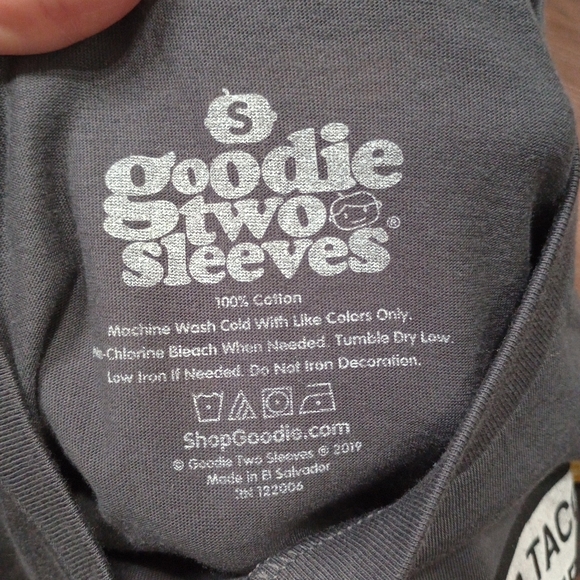 S
goodie
two
sleeves®
100% Cotton
Machine Wash Cold With Like Colors Only.
-Chlorine Bleach When Needed. Tumble Dry Low.
Low Iron If Needed. Do Not Iron Decoration.
ShopGoodie.com
© Goodie Two Sleeves ® 2019
Made in El Salvador
RN 122006
TACO